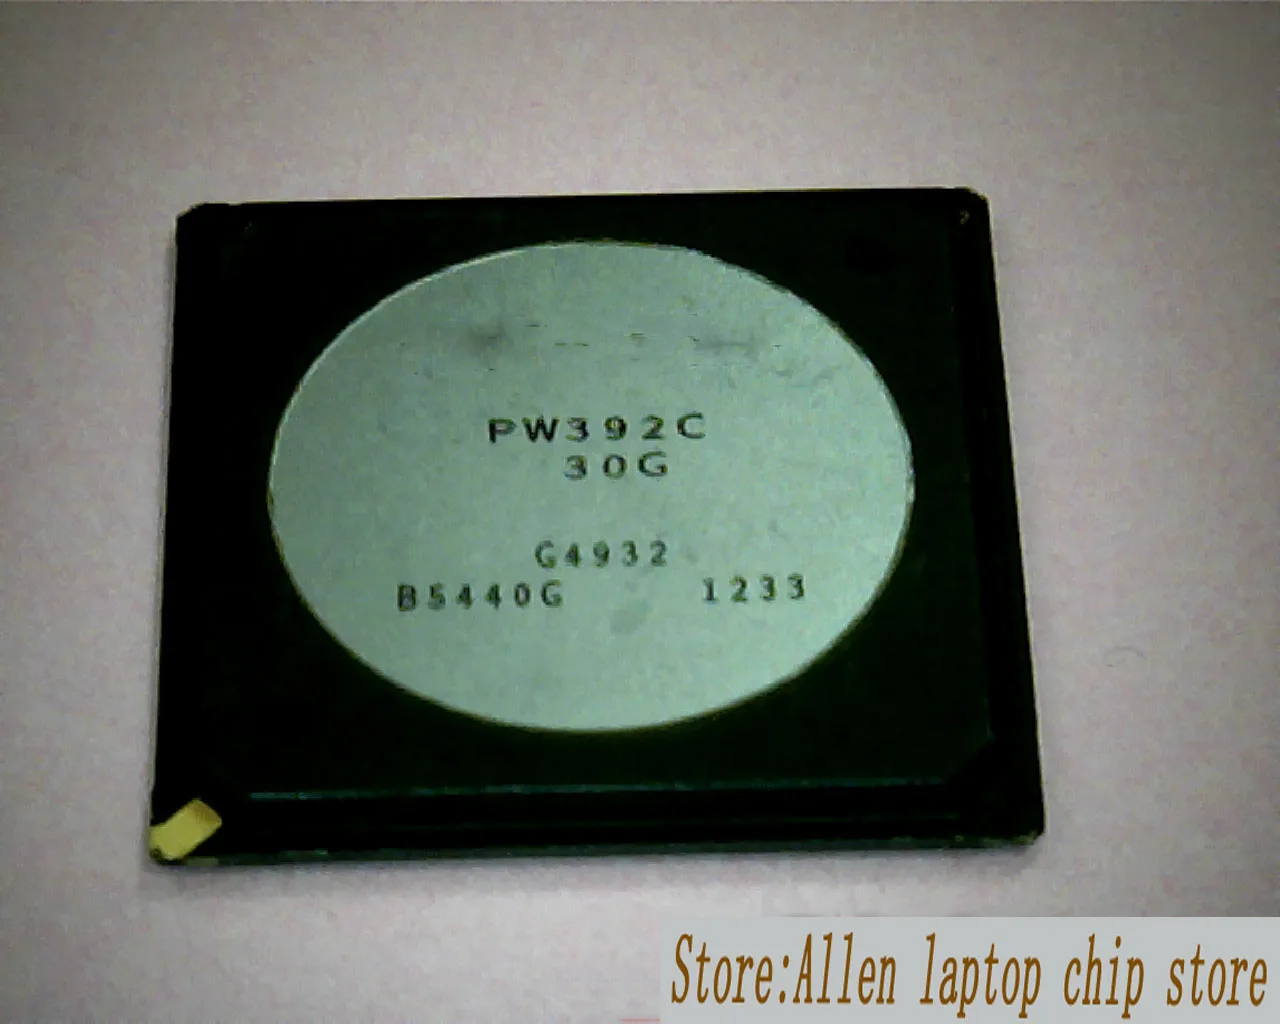 PW392C
30G
G4932
B5440G 1233
Store:Allen laptop chip store